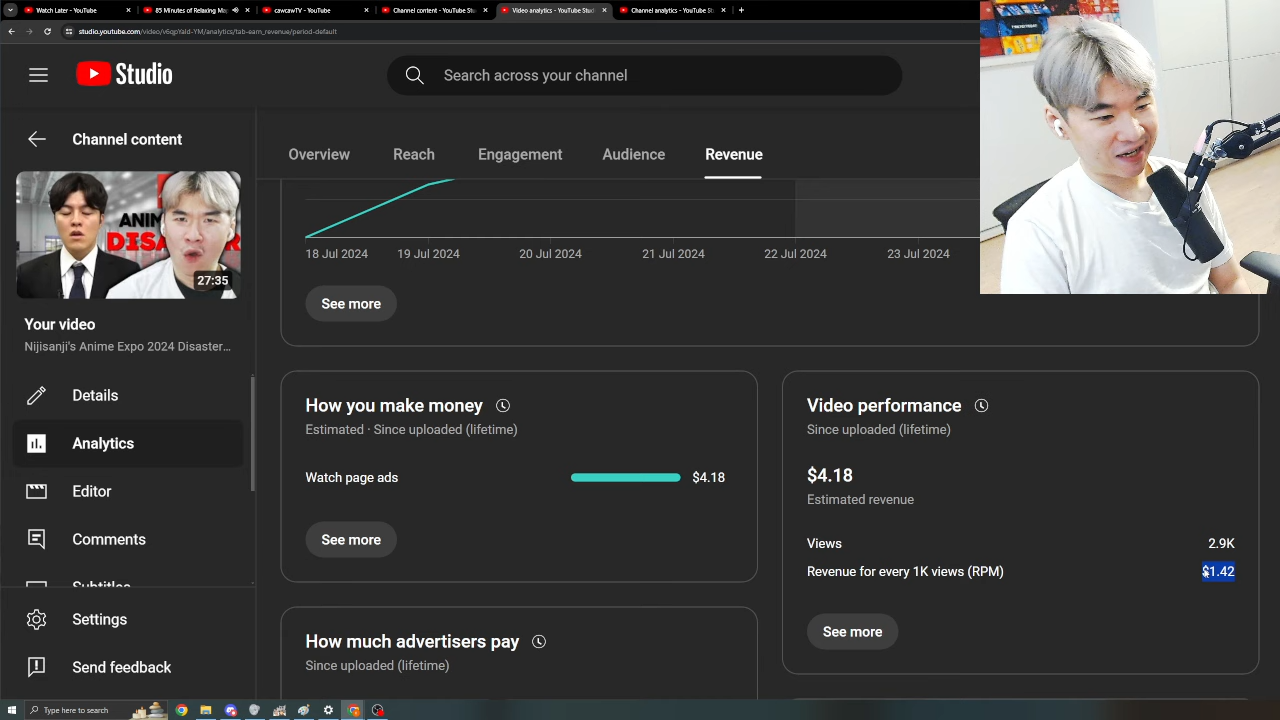 Watch Later - YouTube
85 Minutes of Relaxing Ma
cawcawTV - YouTube
Channel content - YouTube St
Video analytics - YouTube Stud
Channel analytics - YouTube St
studio.youtube.com/video/v6qpYaId-YM/analytics/tab-earn_revenue/period-default
Studio
Search across your channel
Channel content
Overview
Reach
Engagement
Audience
Revenue
27:35
18 Jul 2024
19 Jul 2024
20 Jul 2024
21 Jul 2024
22 Jul 2024
23 Jul 2024
See more
Your video
Nijisanji's Anime Expo 2024 Disaster...
Details
Analytics
Editor
Comments
Subtitles
Settings
Send feedback
How you make money
Estimated · Since uploaded (lifetime)
Watch page ads
$4.18
See more
How much advertisers pay
Since uploaded (lifetime)
Video performance
Since uploaded (lifetime)
$4.18
Estimated revenue
Views
2.9K
Revenue for every 1K views (RPM)
$1.42
See more
Type here to search